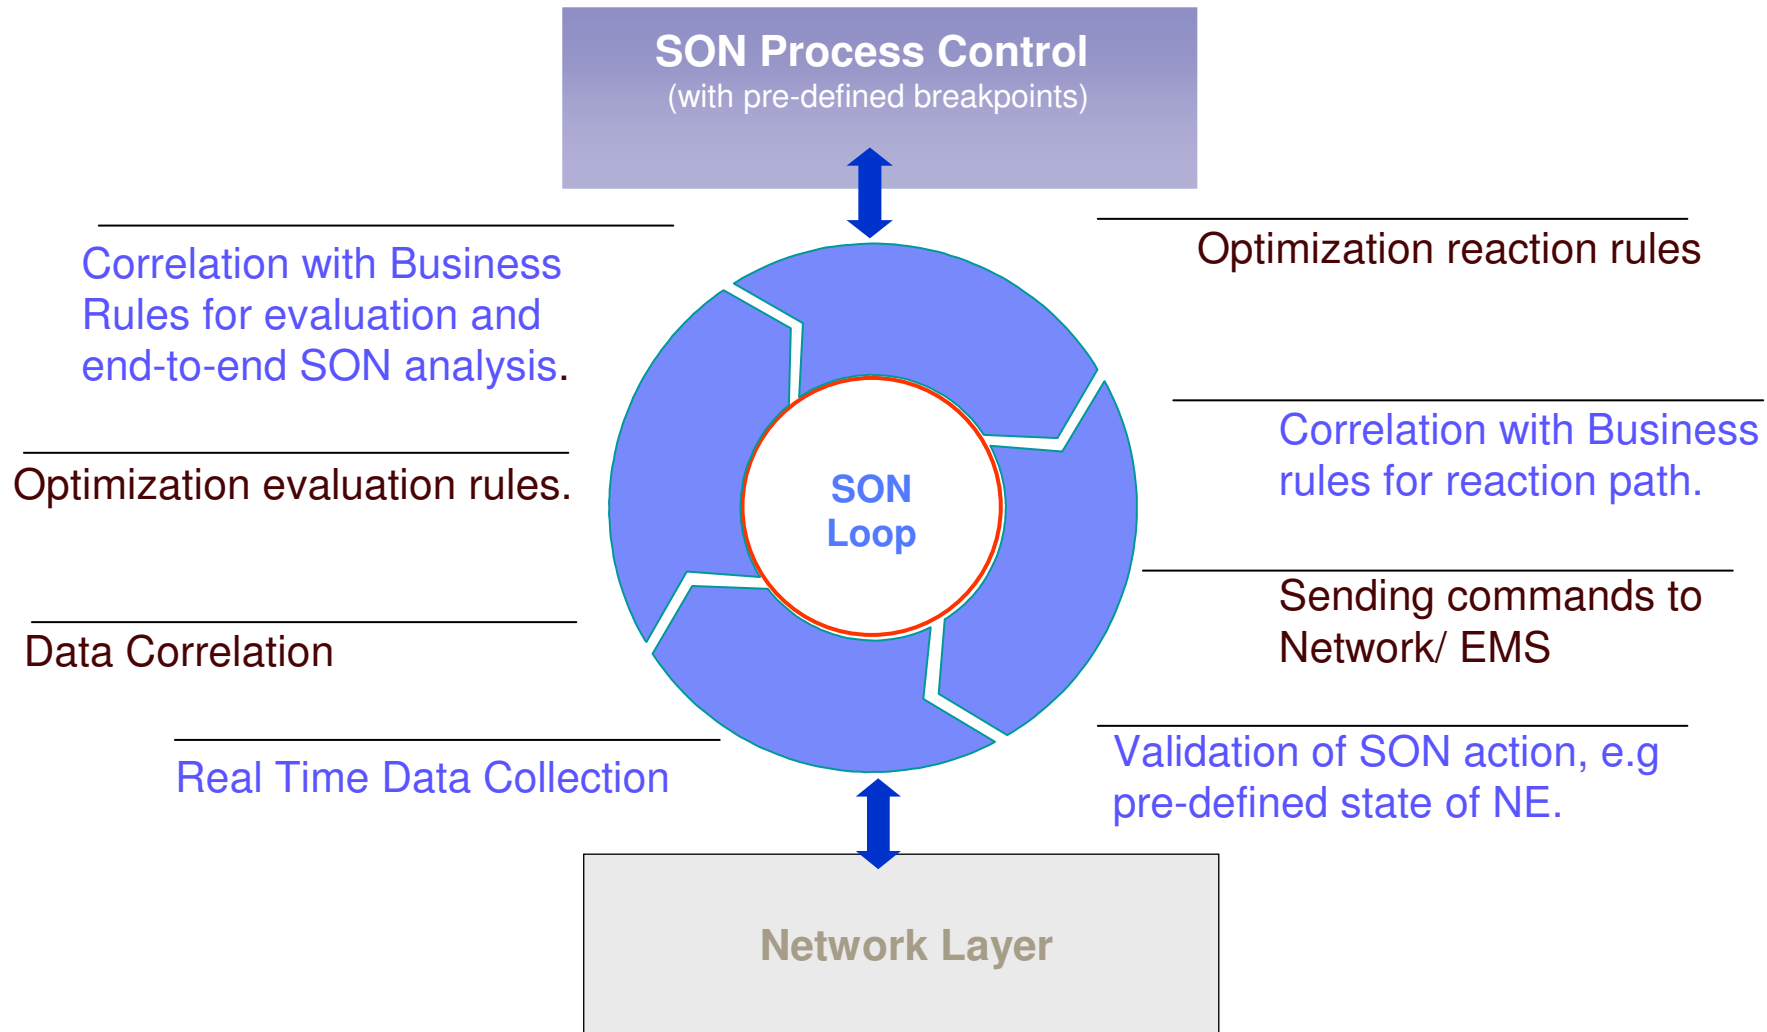 SON Process Control
(with pre-defined breakpoints)
Correlation with Business
Rules for evaluation and
end-to-end SON analysis.
Optimization evaluation rules.
Data Correlation
Real Time Data Collection
SON
Loop
Optimization reaction rules
Correlation with Business
rules for reaction path.
Sending commands to
Network/ EMS
Validation of SON action, e.g
pre-defined state of NE.
Network Layer